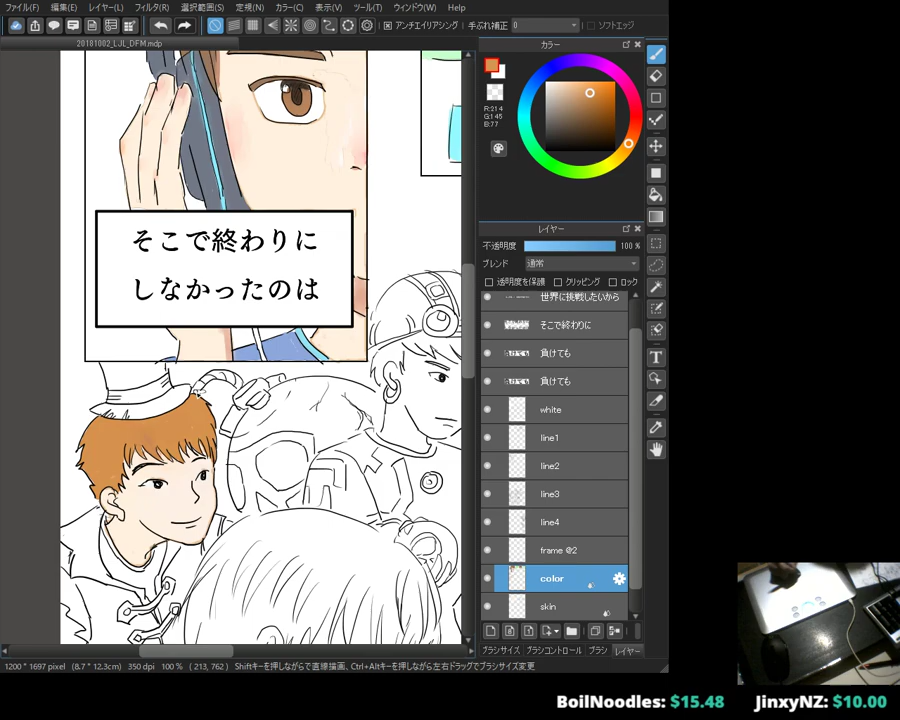 ファイル(F) 編集(E) レイヤー(L) フィルタ(R) 選択範囲(S) 定規(N) カラー(C) 表示(V) ツール(T) ウィンドウ(W) Help
アンチエイリアシング 手ぶれ補正 0 ソフトエッジ
20181002_LJL_DFM.mdp
カラー
R:214
G:145
B:77
そこで終わりに
しなかったのは
レイヤー
不透明度 100 %
ブレンド 通常
透明度を保護 クリッピング ロック
世界に挑戦したいから
そこで終わりに
負けても
負けても
white
line1
line2
line3
line4
frame @2
color
skin
ブラシサイズ ブラシコントロール ブラシ レイヤー
1200 * 1697 pixel (8.7 * 12.3cm) 350 dpi 100 % ( 213, 762 ) Shiftキーを押しながらで直線描画、Ctrl+Altキーを押しながら左右ドラッグでブラシサイズ変更
BoilNoodles: $15.48 JinxyNZ: $10.00